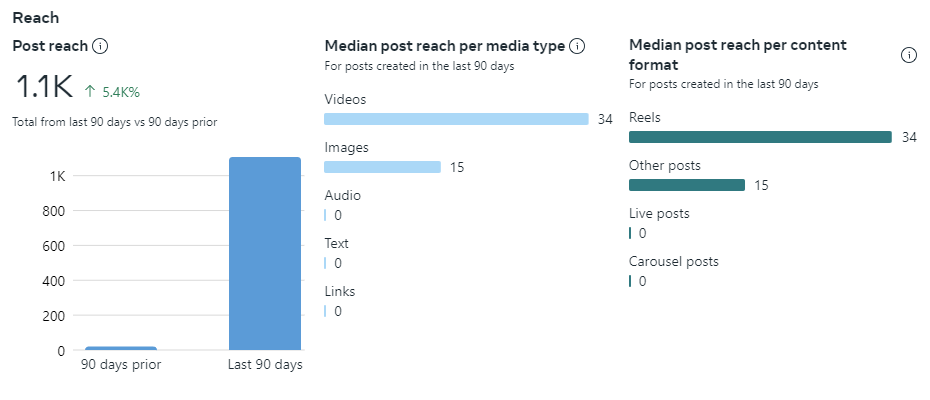 Reach
Post reach
1.1K ↑ 5.4K%
Total from last 90 days vs 90 days prior
1K
800
600
400
200
0
90 days prior
Last 90 days
Median post reach per media type
For posts created in the last 90 days
Videos
34
Images
15
Audio
0
Text
0
Links
0
Median post reach per content
format
For posts created in the last 90 days
Reels
34
Other posts
15
Live posts
0
Carousel posts
0